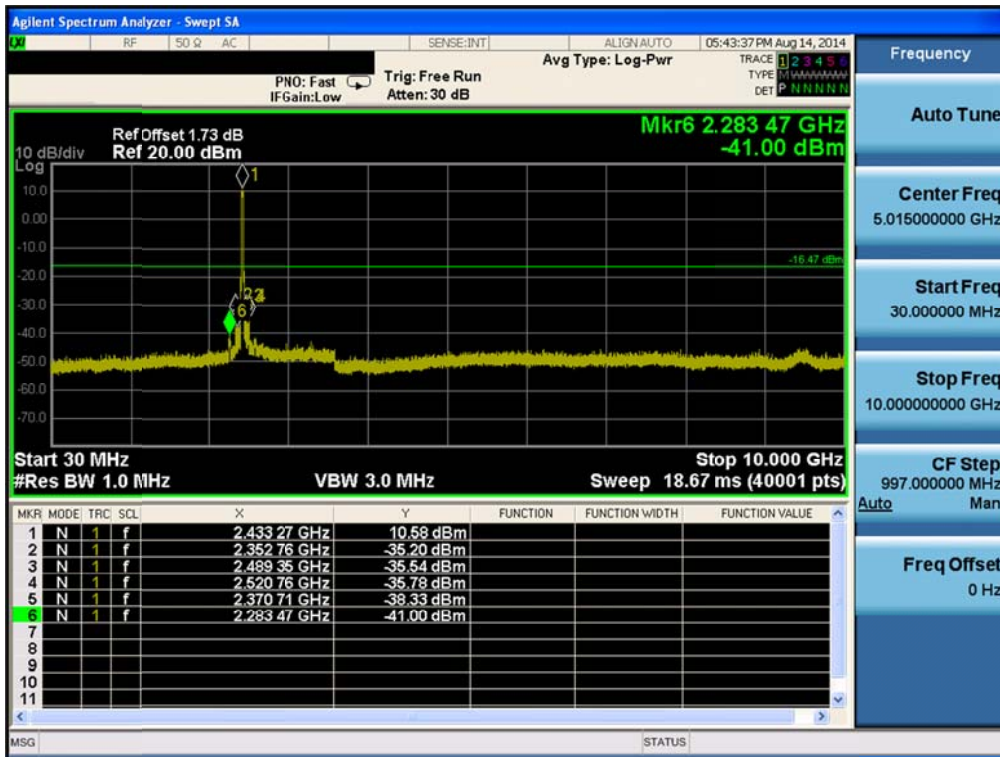 Agilent Spectrum Analyzer - Swept SA
LXI RF 50 Ω AC SENSE:INT ALIGN AUTO 05:43:37 PM Aug 14, 2014
PNO: Fast Trig: Free Run Avg Type: Log-Pwr TRACE 1 2 3 4 5 6
IFGain:Low Atten: 30 dB TYPE M
DET P N N N N N
Frequency
Mkr6 2.283 47 GHz
-41.00 dBm
Ref Offset 1.73 dB
10 dB/div Ref 20.00 dBm
Log
1
10.0
0.00
-10.0
-16.47 dBm
-20.0
-30.0
6
-40.0
-50.0
-60.0
-70.0
Start 30 MHz Stop 10.000 GHz
#Res BW 1.0 MHz VBW 3.0 MHz Sweep 18.67 ms (40001 pts)
MKR MODE TRC SCL X Y FUNCTION FUNCTION WIDTH FUNCTION VALUE
1 N 1 f 2.433 27 GHz 10.58 dBm
2 N 1 f 2.352 76 GHz -35.20 dBm
3 N 1 f 2.489 35 GHz -35.54 dBm
4 N 1 f 2.520 76 GHz -35.78 dBm
5 N 1 f 2.370 71 GHz -38.33 dBm
6 N 1 f 2.283 47 GHz -41.00 dBm
7
8
9
10
11
MSG STATUS
Auto Tune
Center Freq
5.015000000 GHz
Start Freq
30.000000 MHz
Stop Freq
10.000000000 GHz
CF Step
997.000000 MHz
Auto Man
Freq Offset
0 Hz